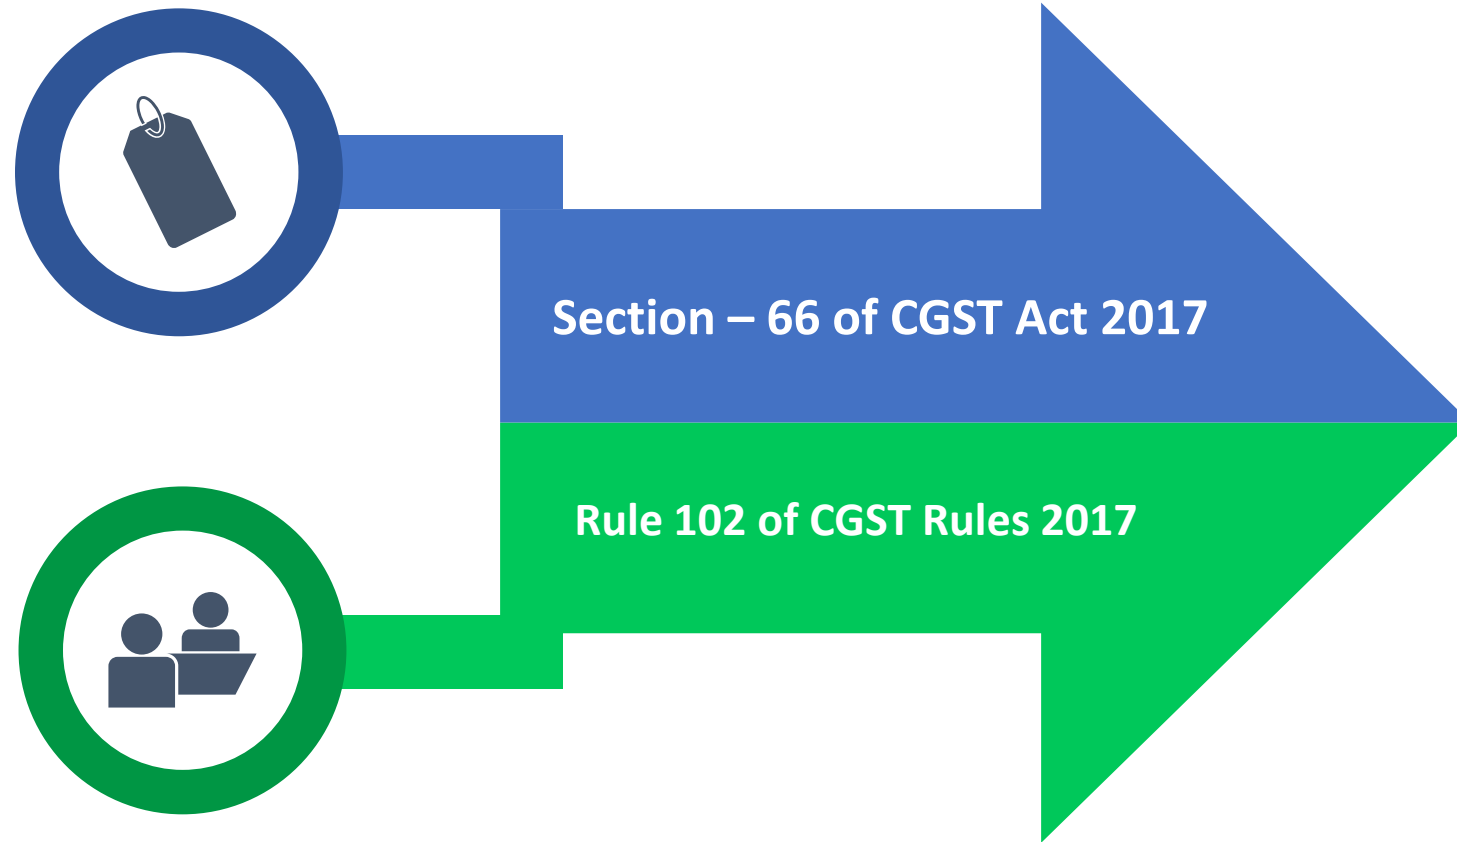 Section – 66 of CGST Act 2017
Rule 102 of CGST Rules 2017